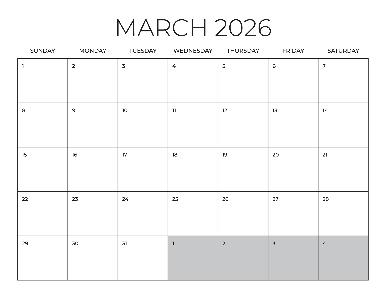 MARCH 2026
SUNDAY MONDAY TUESDAY WEDNESDAY THURSDAY FRIDAY SATURDAY
1 2 3 4 5 6 7
8 9 10 11 12 13 14
15 16 17 18 19 20 21
22 23 24 25 26 27 28
29 30 31 1 2 3 4